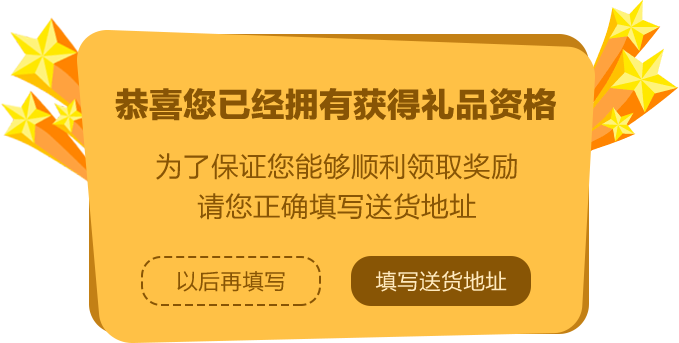 恭喜您已经拥有获得礼品资格
为了保证您能够顺利领取奖励
请您正确填写送货地址
以后再填写
填写送货地址